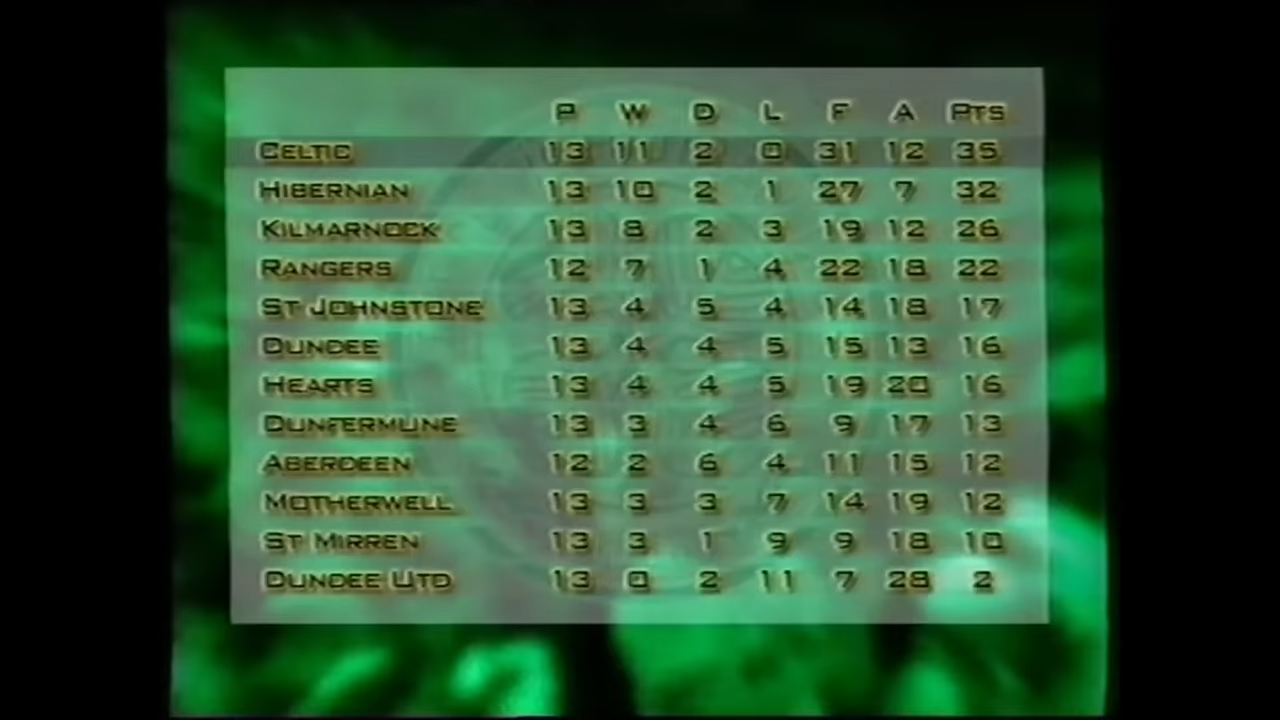 P W D L F A PTS
CELTIC 13 11 2 0 31 12 35
HIBERNIAN 13 10 2 1 27 7 32
KILMARNOCK 13 8 2 3 19 12 26
RANGERS 12 7 1 4 22 18 22
ST JOHNSTONE 13 4 5 4 14 18 17
DUNDEE 13 4 4 5 15 13 16
HEARTS 13 4 4 5 19 20 16
DUNFERMLINE 13 3 4 6 9 17 13
ABERDEEN 12 2 6 4 11 15 12
MOTHERWELL 13 3 3 7 14 19 12
ST MIRREN 13 3 1 9 9 18 10
DUNDEE UTD 13 0 2 11 7 28 2